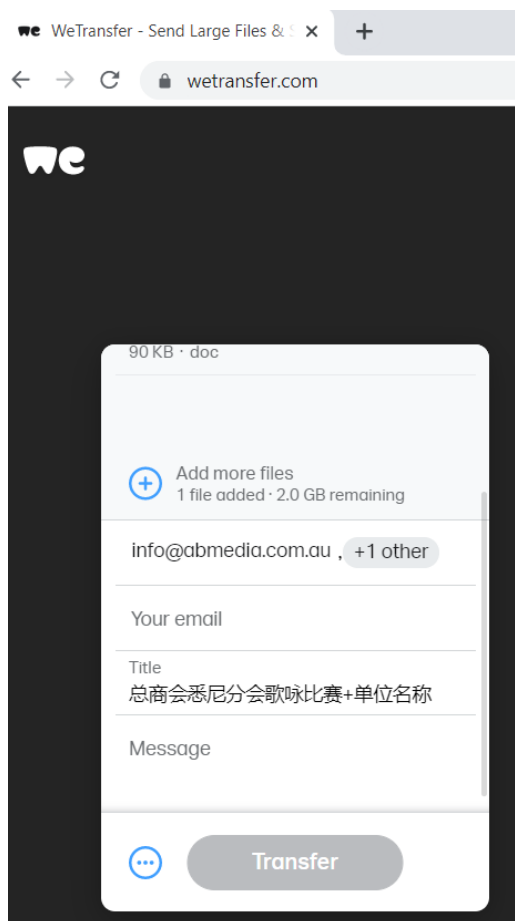 we WeTransfer - Send Large Files & S
wetransfer.com
we
90 KB · doc
Add more files
1 file added · 2.0 GB remaining
info@abmedia.com.au , +1 other
Your email
Title
总商会悉尼分会歌咏比赛+单位名称
Message
Transfer